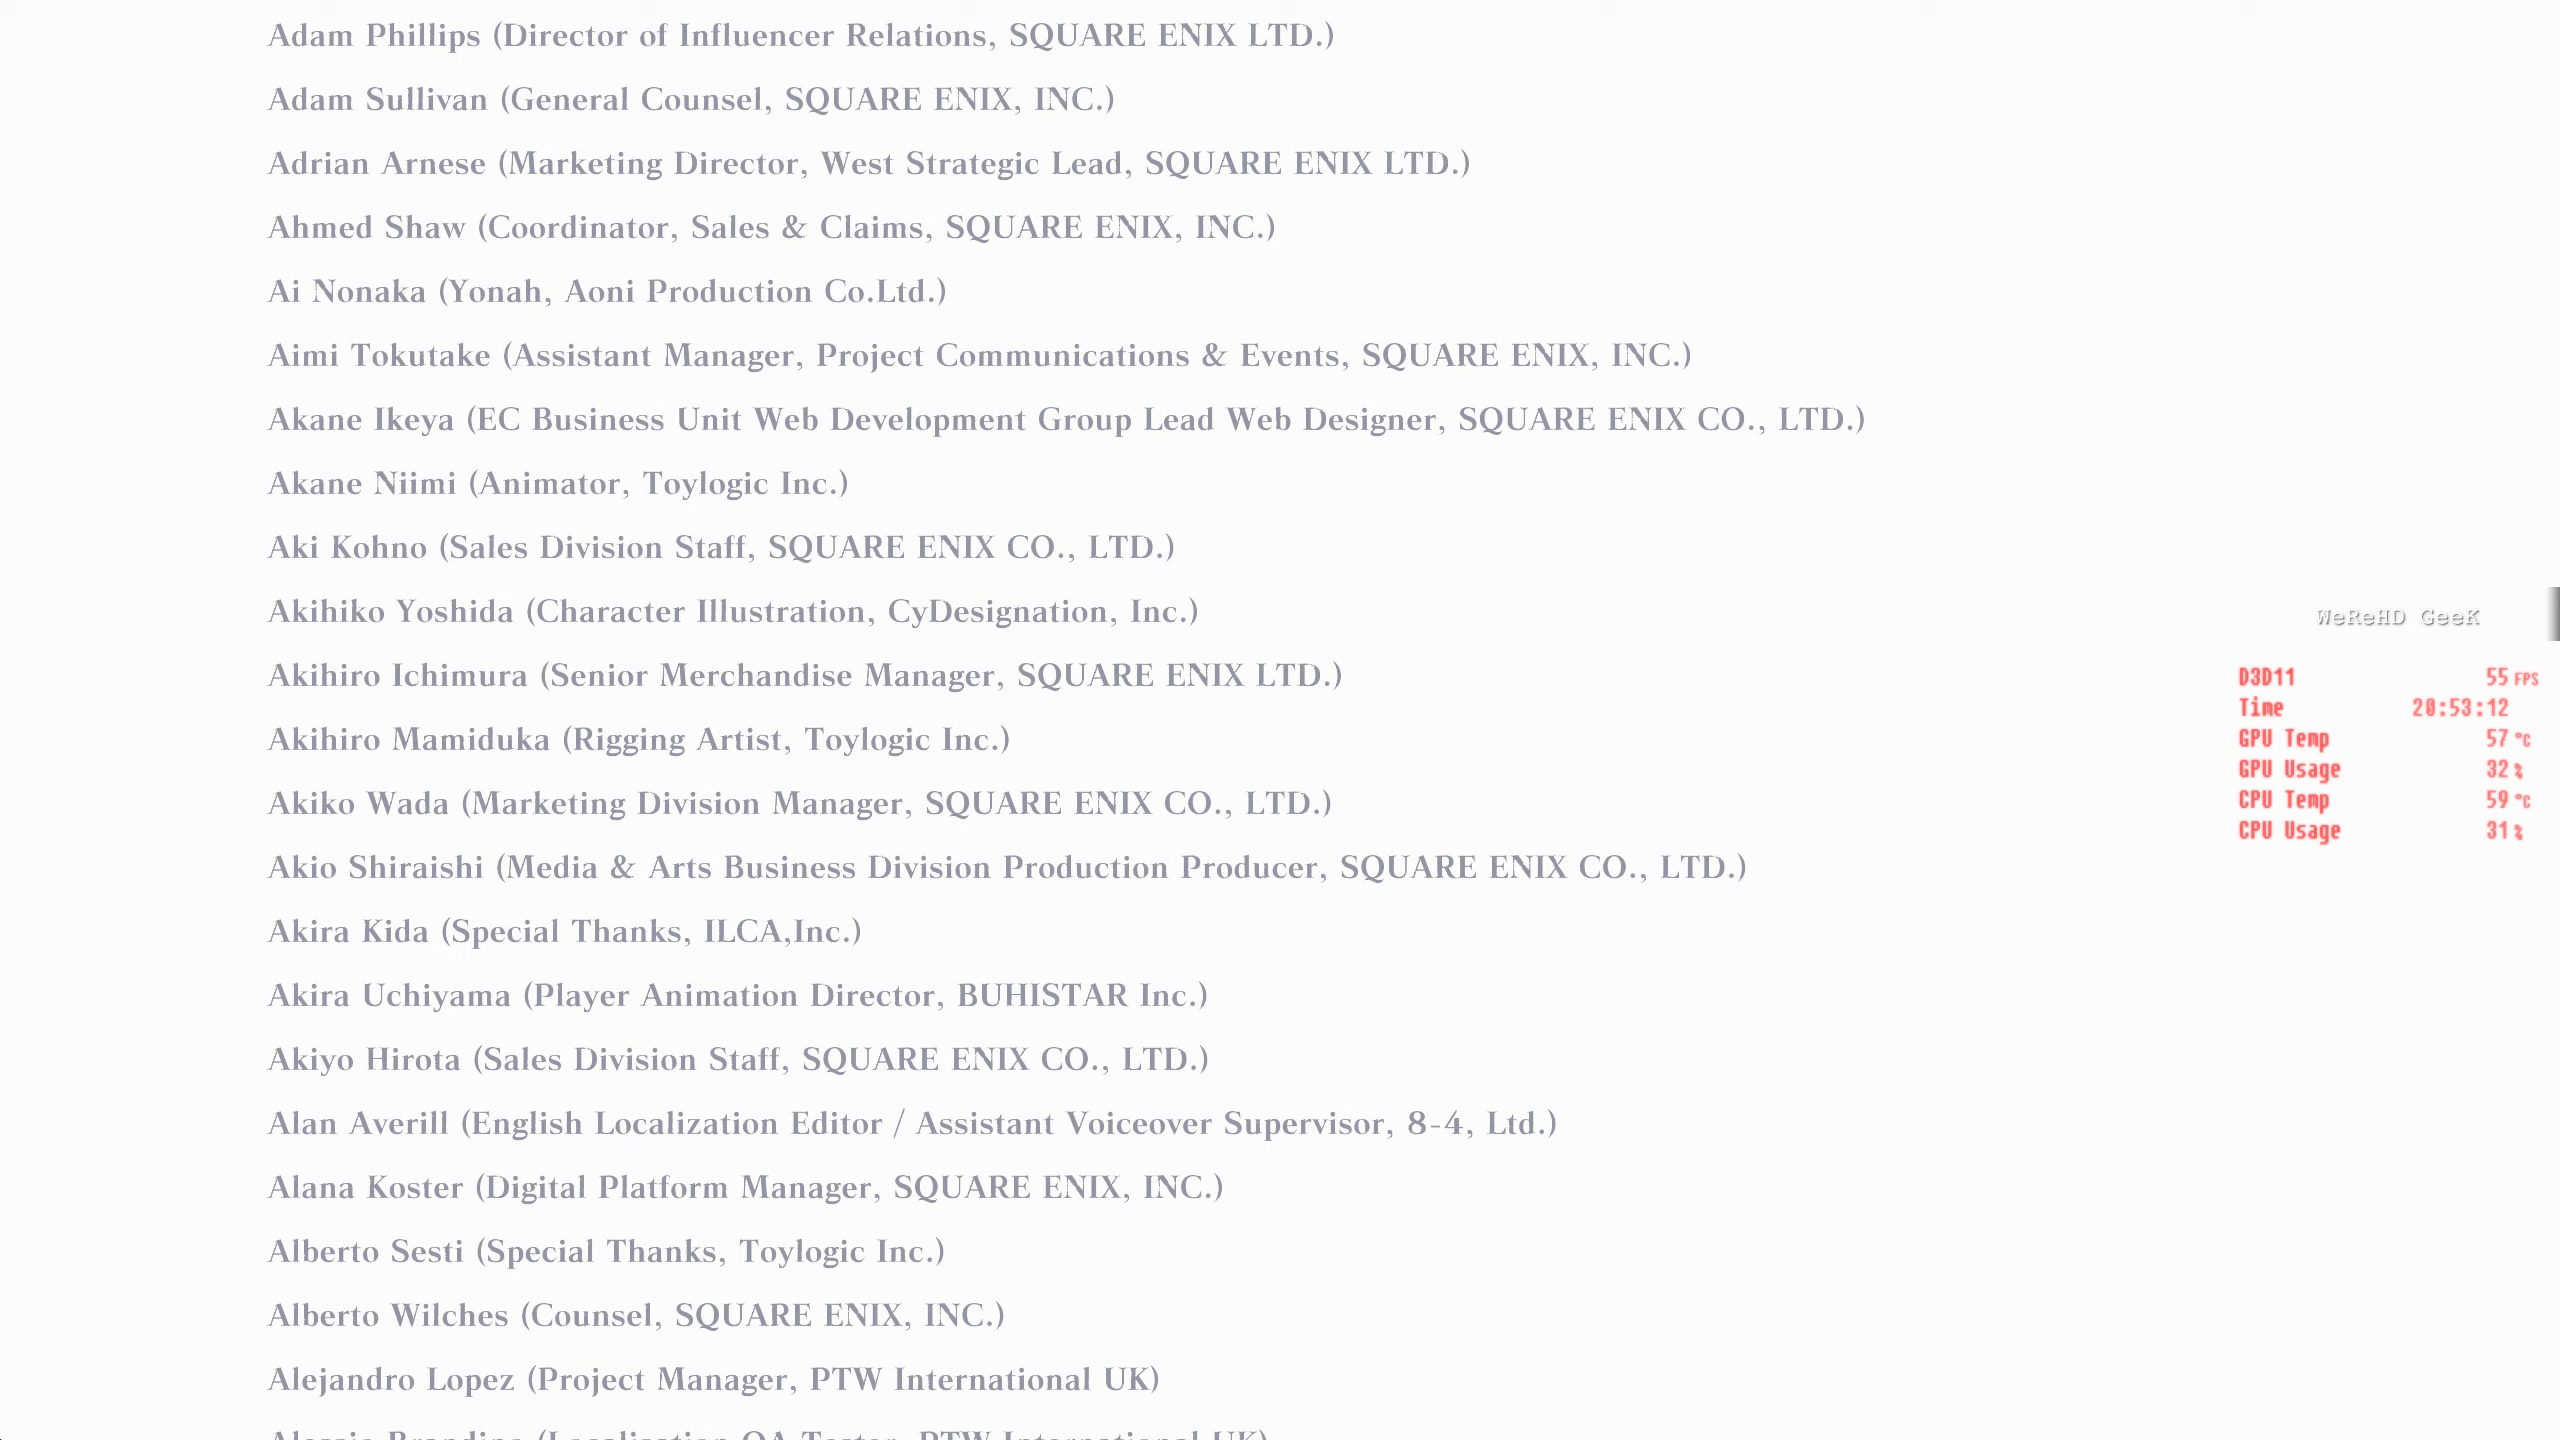 Adam Phillips (Director of Influencer Relations, SQUARE ENIX LTD.)
Adam Sullivan (General Counsel, SQUARE ENIX, INC.)
Adrian Arnese (Marketing Director, West Strategic Lead, SQUARE ENIX LTD.)
Ahmed Shaw (Coordinator, Sales & Claims, SQUARE ENIX, INC.)
Ai Nonaka (Yonah, Aoni Production Co.Ltd.)
Aimi Tokutake (Assistant Manager, Project Communications & Events, SQUARE ENIX, INC.)
Akane Ikeya (EC Business Unit Web Development Group Lead Web Designer, SQUARE ENIX CO., LTD.)
Akane Niimi (Animator, Toylogic Inc.)
Aki Kohno (Sales Division Staff, SQUARE ENIX CO., LTD.)
Akihiko Yoshida (Character Illustration, CyDesignation, Inc.)
Akihiro Ichimura (Senior Merchandise Manager, SQUARE ENIX LTD.)
Akihiro Mamiduka (Rigging Artist, Toylogic Inc.)
Akiko Wada (Marketing Division Manager, SQUARE ENIX CO., LTD.)
Akio Shiraishi (Media & Arts Business Division Production Producer, SQUARE ENIX CO., LTD.)
Akira Kida (Special Thanks, ILCA,Inc.)
Akira Uchiyama (Player Animation Director, BUHISTAR Inc.)
Akiyo Hirota (Sales Division Staff, SQUARE ENIX CO., LTD.)
Alan Averill (English Localization Editor / Assistant Voiceover Supervisor, 8-4, Ltd.)
Alana Koster (Digital Platform Manager, SQUARE ENIX, INC.)
Alberto Sesti (Special Thanks, Toylogic Inc.)
Alberto Wilches (Counsel, SQUARE ENIX, INC.)
Alejandro Lopez (Project Manager, PTW International UK)
WeReHD GeeK
D3D11 55 FPS
Time 20:53:12
GPU Temp 57 °C
GPU Usage 32 %
CPU Temp 59 °C
CPU Usage 31 %